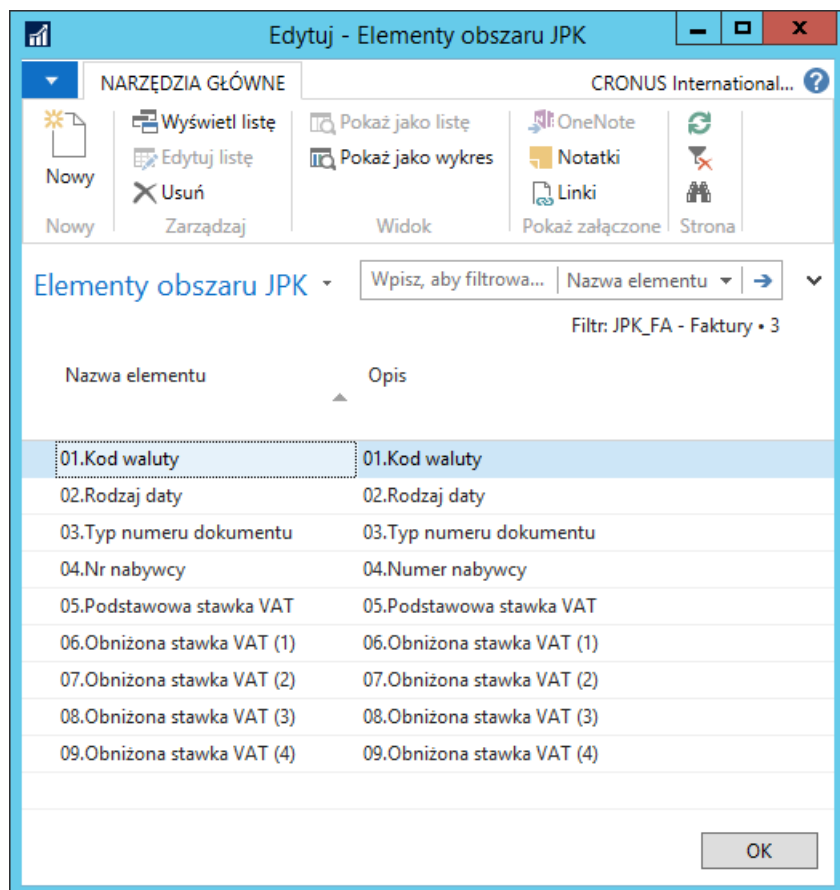 Edytuj - Elementy obszaru JPK
NARZĘDZIA GŁÓWNE
CRONUS International... ?
Nowy
Wyświetl listę
Edytuj listę
Usuń
Pokaż jako listę
Pokaż jako wykres
OneNote
Notatki
Linki
Nowy
Zarządzaj
Widok
Pokaż załączone
Strona
Elementy obszaru JPK
Wpisz, aby filtrowa...
Nazwa elementu
Filtr: JPK_FA - Faktury • 3
Nazwa elementu Opis
01.Kod waluty 01.Kod waluty
02.Rodzaj daty 02.Rodzaj daty
03.Typ numeru dokumentu 03.Typ numeru dokumentu
04.Nr nabywcy 04.Numer nabywcy
05.Podstawowa stawka VAT 05.Podstawowa stawka VAT
06.Obniżona stawka VAT (1) 06.Obniżona stawka VAT (1)
07.Obniżona stawka VAT (2) 07.Obniżona stawka VAT (2)
08.Obniżona stawka VAT (3) 08.Obniżona stawka VAT (3)
09.Obniżona stawka VAT (4) 09.Obniżona stawka VAT (4)
OK